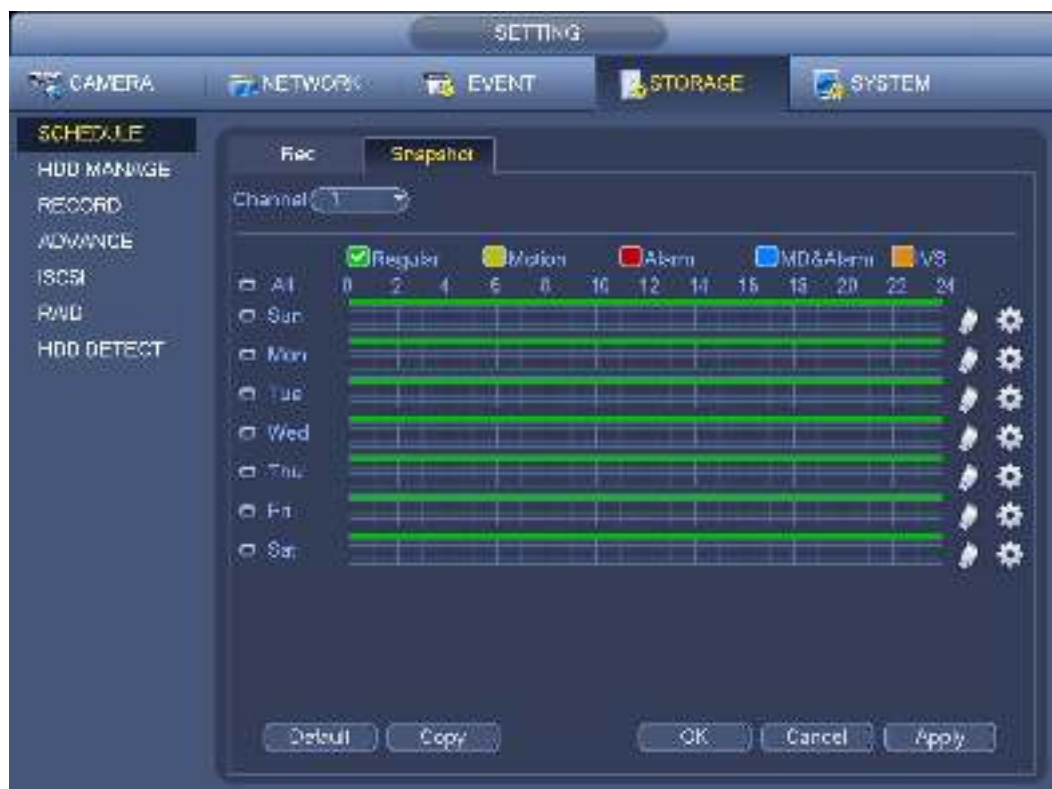 SETTING
CAMERA NETWORK EVENT STORAGE SYSTEM
SCHEDULE
HDD MANAGE
RECORD
ADVANCE
ISCSI
RAID
HDD DETECT
Rec Snapshot
Channel 1
Regular Motion Alarm MD&Alarm IVS
All 0 2 4 6 8 10 12 14 16 18 20 22 24
Sun
Mon
Tue
Wed
Thu
Fri
Sat
Default Copy OK Cancel Apply